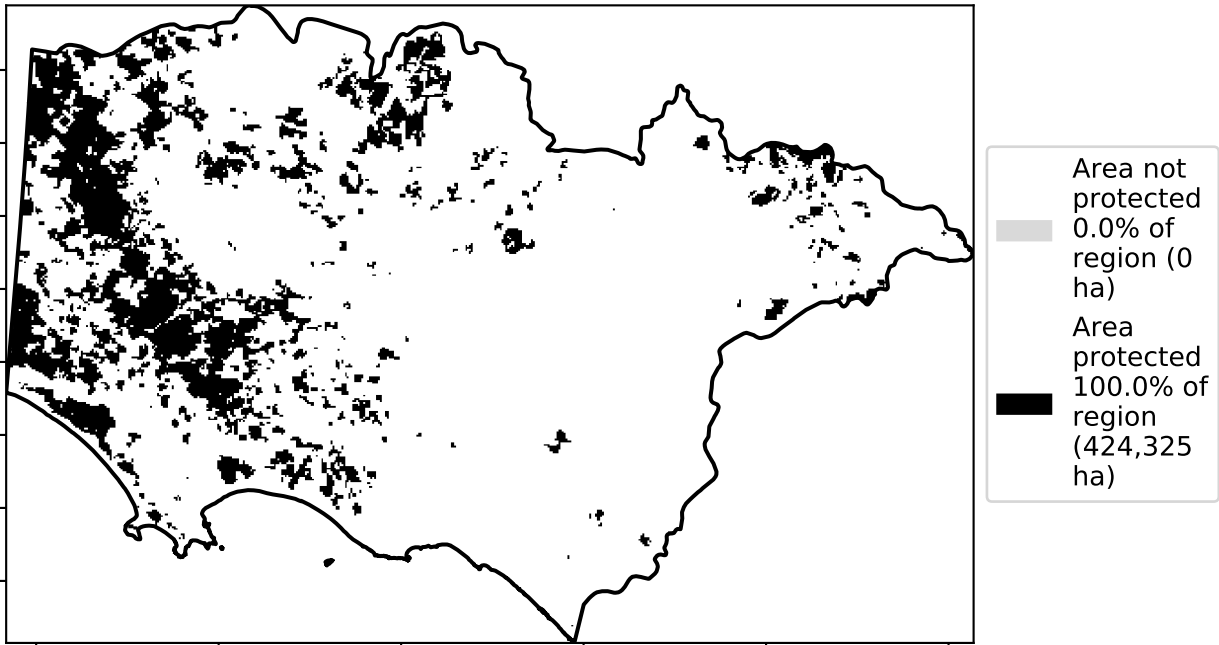 Area not
protected
0.0% of
region (0
ha)
Area
protected
100.0% of
region
(424,325
ha)